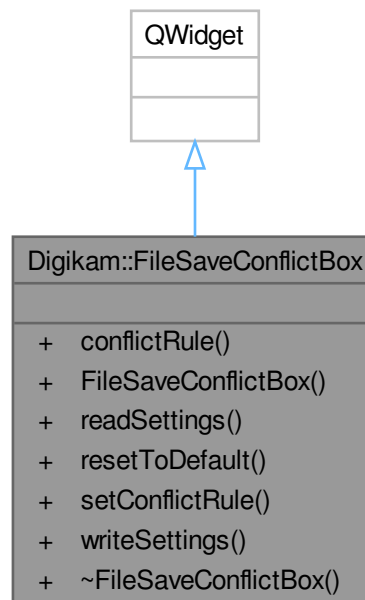 QWidget
Digikam::FileSaveConflictBox
+ conflictRule()
+ FileSaveConflictBox()
+ readSettings()
+ resetToDefault()
+ setConflictRule()
+ writeSettings()
+ ~FileSaveConflictBox()